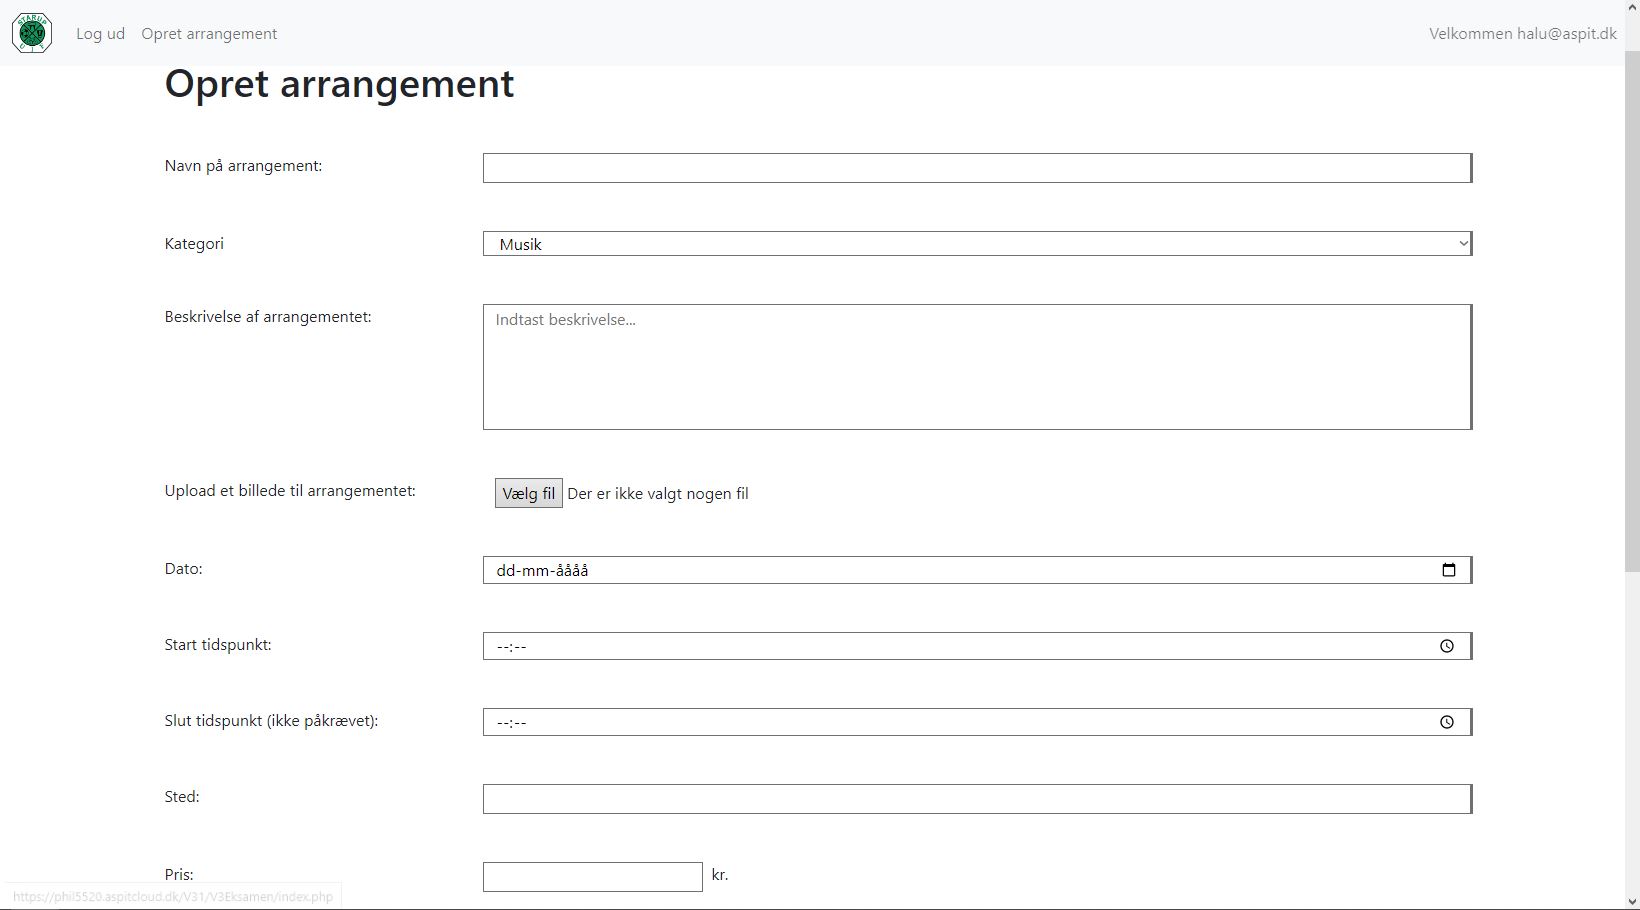 STARUP
U I F
Log ud
Opret arrangement
Velkommen halu@aspit.dk
Opret arrangement
Navn på arrangement:
Kategori
Musik
Beskrivelse af arrangementet:
Indtast beskrivelse...
Upload et billede til arrangementet:
Vælg fil Der er ikke valgt nogen fil
Dato:
dd-mm-åååå
Start tidspunkt:
--:--
Slut tidspunkt (ikke påkrævet):
--:--
Sted:
Pris:
kr.
https://phil5520.aspitcloud.dk/V31/V3Eksamen/index.php